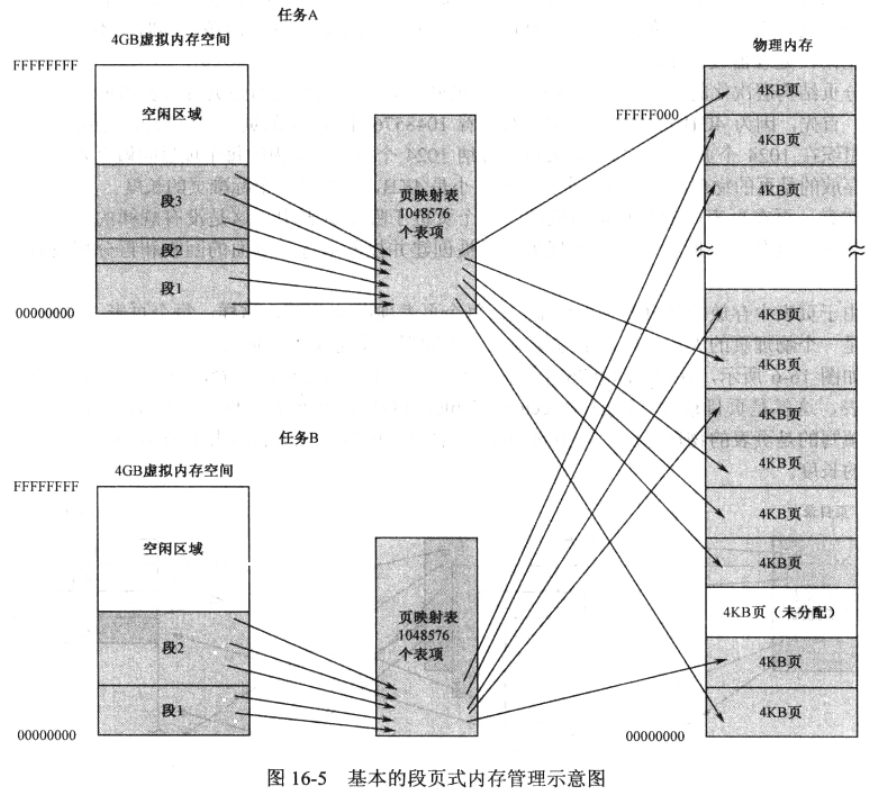 任务A
4GB虚拟内存空间
物理内存
FFFFFFFF
空闲区域
段3
段2
段1
00000000
页映射表
1048576
个表项
FFFFF000
4KB页
4KB页
4KB页
4KB页
4KB页
4KB页
4KB页
4KB页
4KB页
4KB页（未分配）
4KB页
4KB页
00000000
任务B
4GB虚拟内存空间
FFFFFFFF
空闲区域
段2
段1
00000000
页映射表
1048576
个表项
图 16-5 基本的段页式内存管理示意图